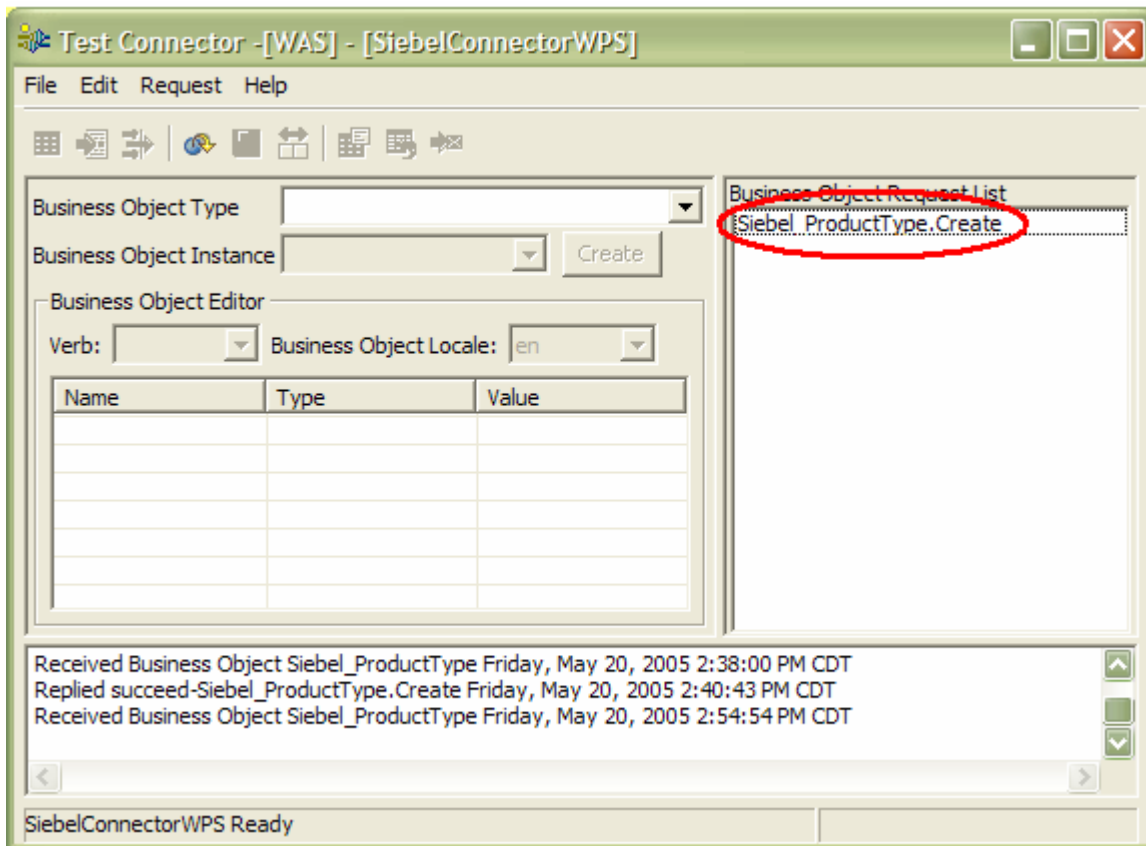 Test Connector -[WAS] - [SiebelConnectorWPS]
File Edit Request Help
Business Object Type
Business Object Instance Create
Business Object Editor
Verb: Business Object Locale: en
Name Type Value
Business Object Request List
Siebel_ProductType.Create
Received Business Object Siebel_ProductType Friday, May 20, 2005 2:38:00 PM CDT
Replied succeed-Siebel_ProductType.Create Friday, May 20, 2005 2:40:43 PM CDT
Received Business Object Siebel_ProductType Friday, May 20, 2005 2:54:54 PM CDT
SiebelConnectorWPS Ready